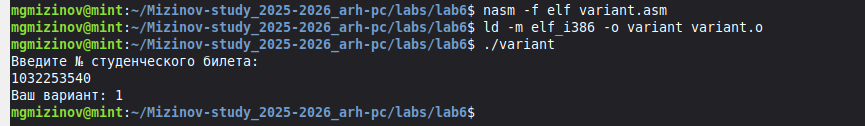 mgmizinov@mint:~/Mizinov-study_2025-2026_arh-pc/labs/lab6$ nasm -f elf variant.asm
mgmizinov@mint:~/Mizinov-study_2025-2026_arh-pc/labs/lab6$ ld -m elf_i386 -o variant variant.o
mgmizinov@mint:~/Mizinov-study_2025-2026_arh-pc/labs/lab6$ ./variant
Введите № студенческого билета:
1032253540
Ваш вариант: 1
mgmizinov@mint:~/Mizinov-study_2025-2026_arh-pc/labs/lab6$